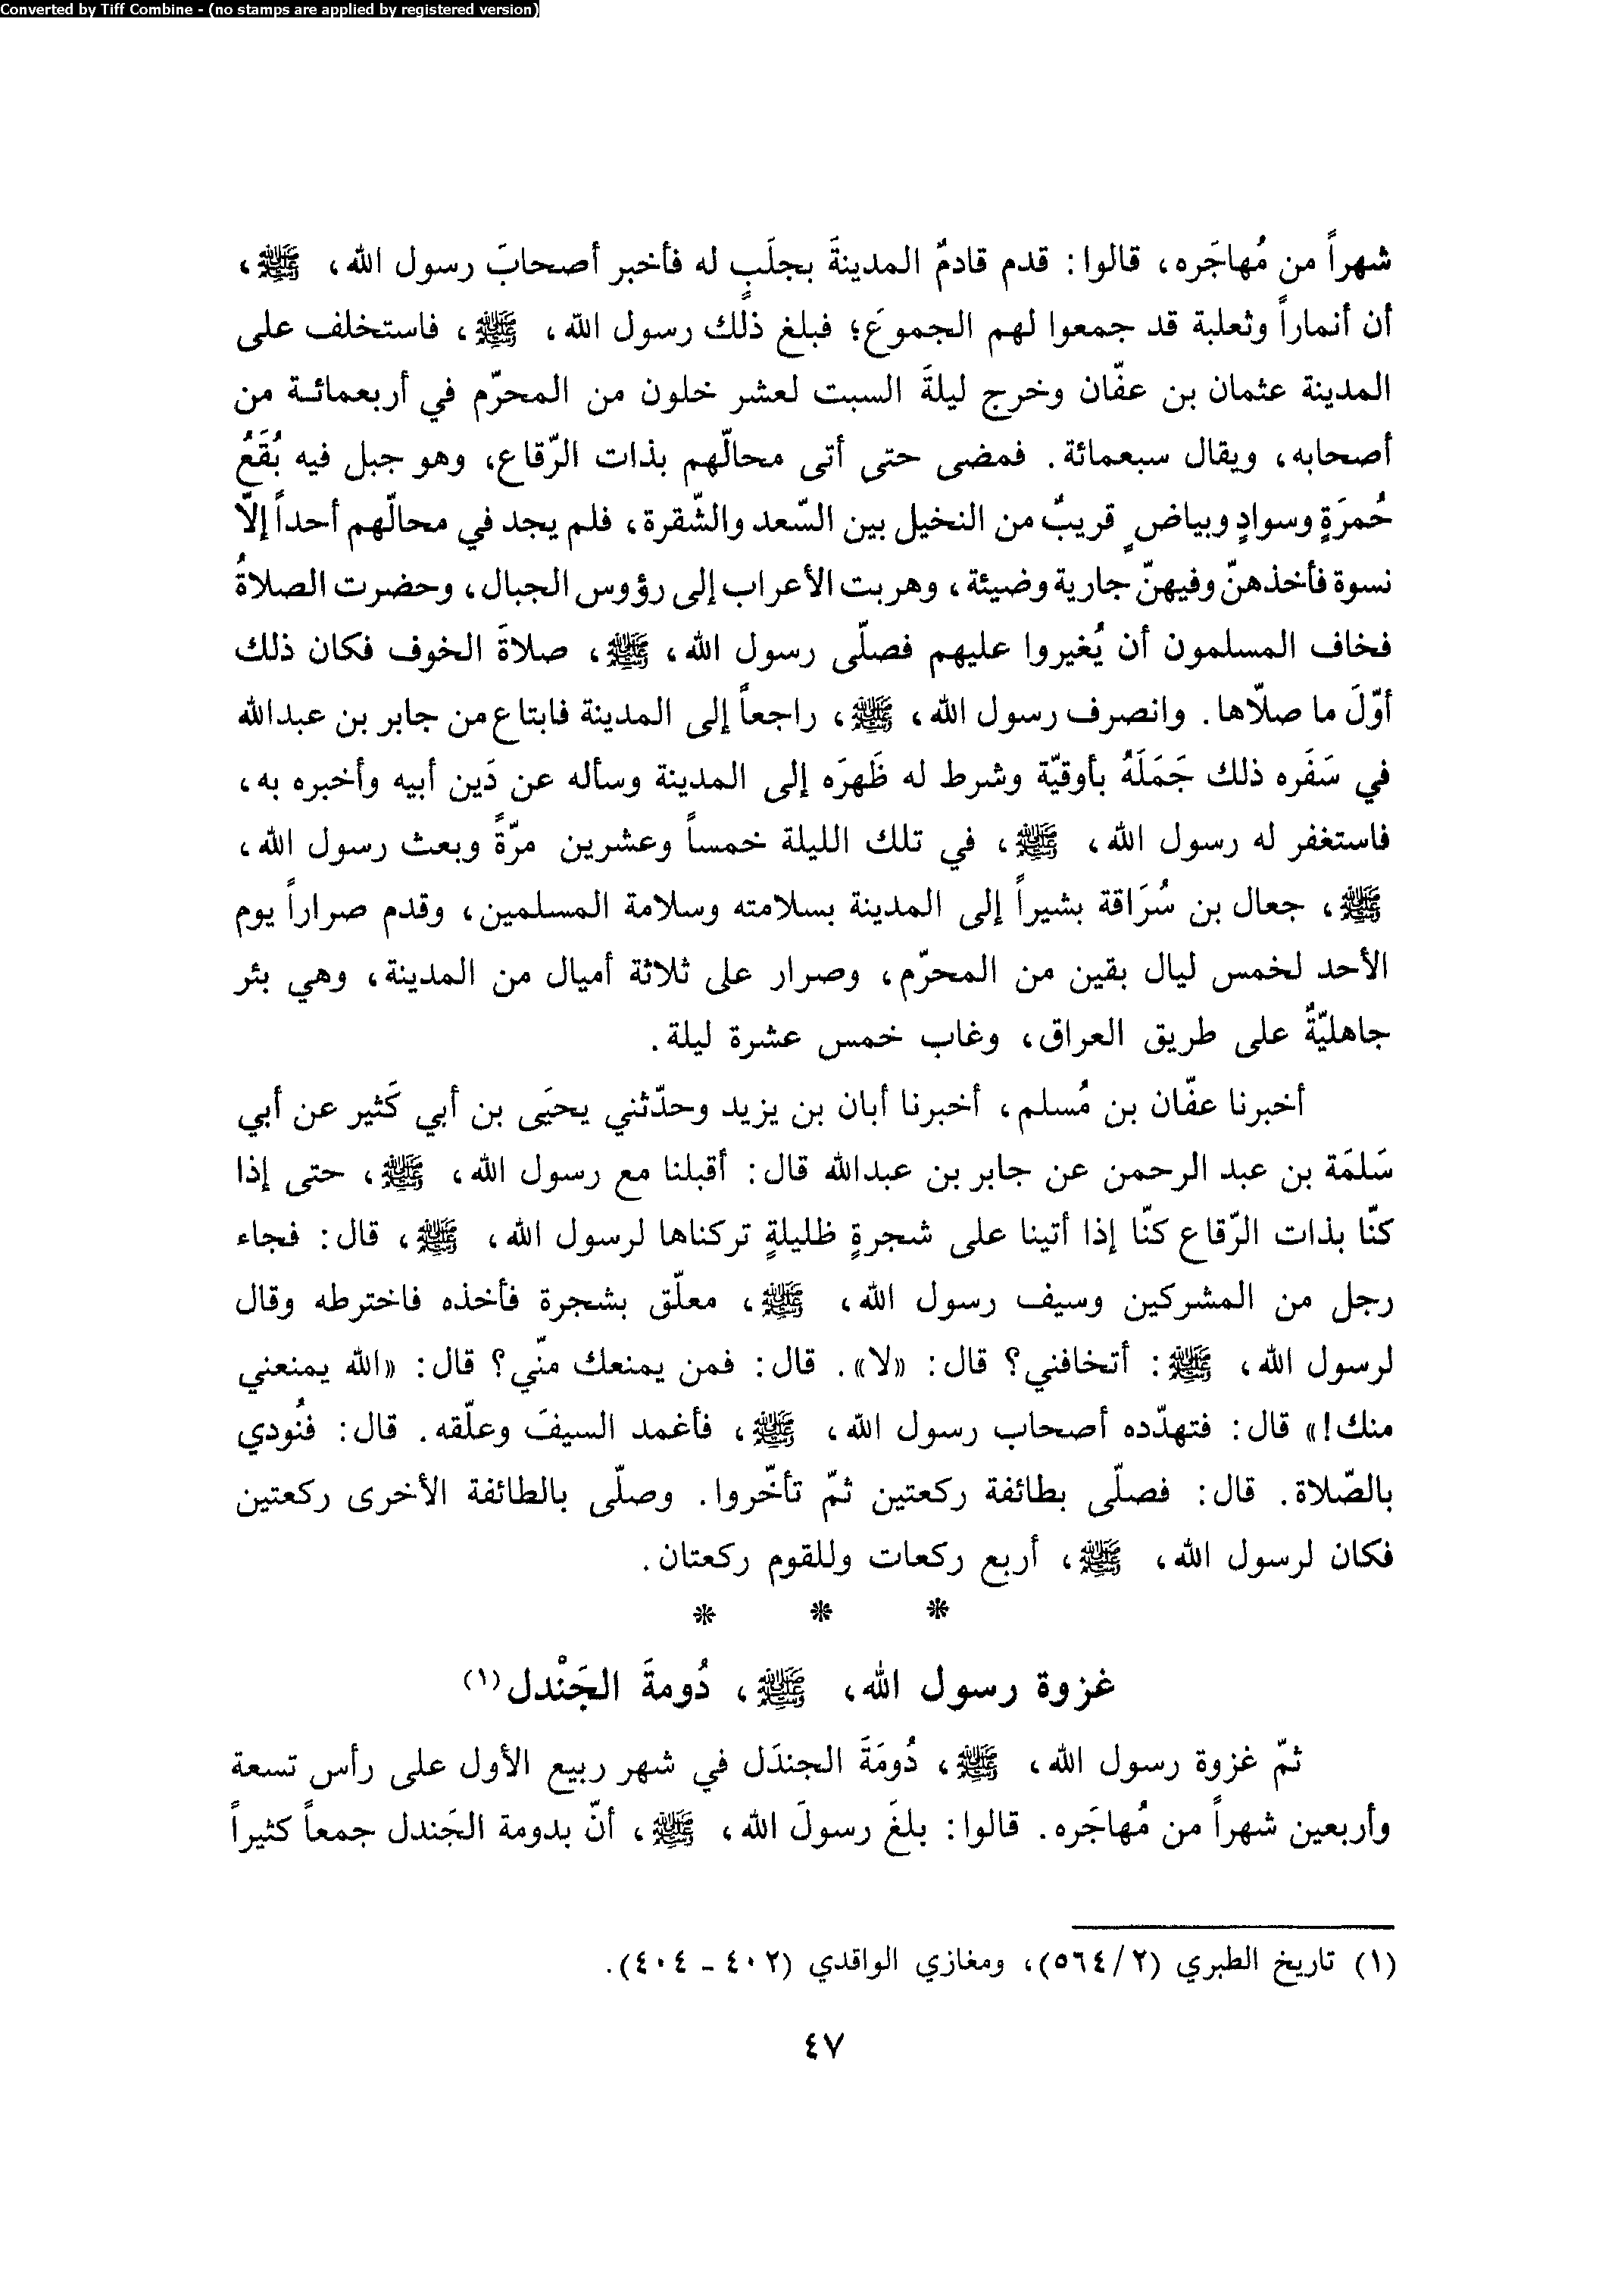 Converted by Tiff Combine - (no stamps are applied by registered version)
شهراً من مُهاجَره، قالوا: قدم قادمٌ المدينةَ بجلَبٍ له فأخبر أصحابَ رسول الله، ﷺ،
أن أنماراً وثعلبة قد جمعوا لهم الجموعَ؛ فبلغ ذلك رسول الله، ﷺ، فاستخلف على
المدينة عثمان بن عفّان وخرج ليلةَ السبت لعشر خلون من المحرّم في أربعمائة من
أصحابه، ويقال سبعمائة. فمضى حتى أتى محالّهم بذات الرّقاع، وهو جبل فيه بُقَعُ
حُمرَةٍ وسوادٍ وبياضٍ قريبٌ من النخيل بين السّعد والشّقرة، فلم يجد في محالّهم أحداً إلاّ
نسوة فأخذهنّ وفيهنّ جارية وضيئة، وهربت الأعراب إلى رؤوس الجبال، وحضرت الصلاةُ
فخاف المسلمون أن يُغيروا عليهم فصلّى رسول الله، ﷺ، صلاةَ الخوف فكان ذلك
أوّلَ ما صلّاها. وانصرف رسول الله، ﷺ، راجعاً إلى المدينة فابتاع من جابر بن عبدالله
في سَفَره ذلك جَمَلَهُ بأوقيّة وشرط له ظَهرَه إلى المدينة وسأله عن دَين أبيه وأخبره به،
فاستغفر له رسول الله، ﷺ، في تلك الليلة خمساً وعشرين مرّةً وبعث رسول الله،
ﷺ، جعال بن سُرَاقة بشيراً إلى المدينة بسلامته وسلامة المسلمين، وقدم صراراً يوم
الأحد لخمس ليال بقين من المحرّم، وصرار على ثلاثة أميال من المدينة، وهي بئر
جاهليّةٌ على طريق العراق، وغاب خمس عشرة ليلة.
أخبرنا عفّان بن مُسلم، أخبرنا أبان بن يزيد وحدّثني يحيَى بن أبي كَثير عن أبي
سَلمَة بن عبد الرحمن عن جابر بن عبدالله قال: أقبلنا مع رسول الله، ﷺ، حتى إذا
كنّا بذات الرّقاع كنّا إذا أتينا على شجرةٍ ظليلةٍ تركناها لرسول الله، ﷺ، قال: فجاء
رجل من المشركين وسيف رسول الله، ﷺ، معلّق بشجرة فأخذه فاخترطه وقال
لرسول الله، ﷺ: أتخافني؟ قال: «لا». قال: فمن يمنعك منّي؟ قال: «الله يمنعني
منك!» قال: فتهدّده أصحاب رسول الله، ﷺ، فأغمد السيفَ وعلّقه. قال: فنُودي
بالصّلاة. قال: فصلّى بطائفة ركعتين ثمّ تأخّروا. وصلّى بالطائفة الأخرى ركعتين
فكان لرسول الله، ﷺ، أربع ركعات وللقوم ركعتان.
* * *
غزوة رسول الله، ﷺ، دُومةَ الجَنْدل(١)
ثمّ غزوة رسول الله، ﷺ، دُومَةَ الجندَل في شهر ربيع الأول على رأس تسعة
وأربعين شهراً من مُهاجَره. قالوا: بلغَ رسولَ الله، ﷺ، أنّ بدومة الجَندل جمعاً كثيراً
(١) تاريخ الطبري (٢/ ٥٦٤)، ومغازي الواقدي (٤٠٢ - ٤٠٤).
٤٧